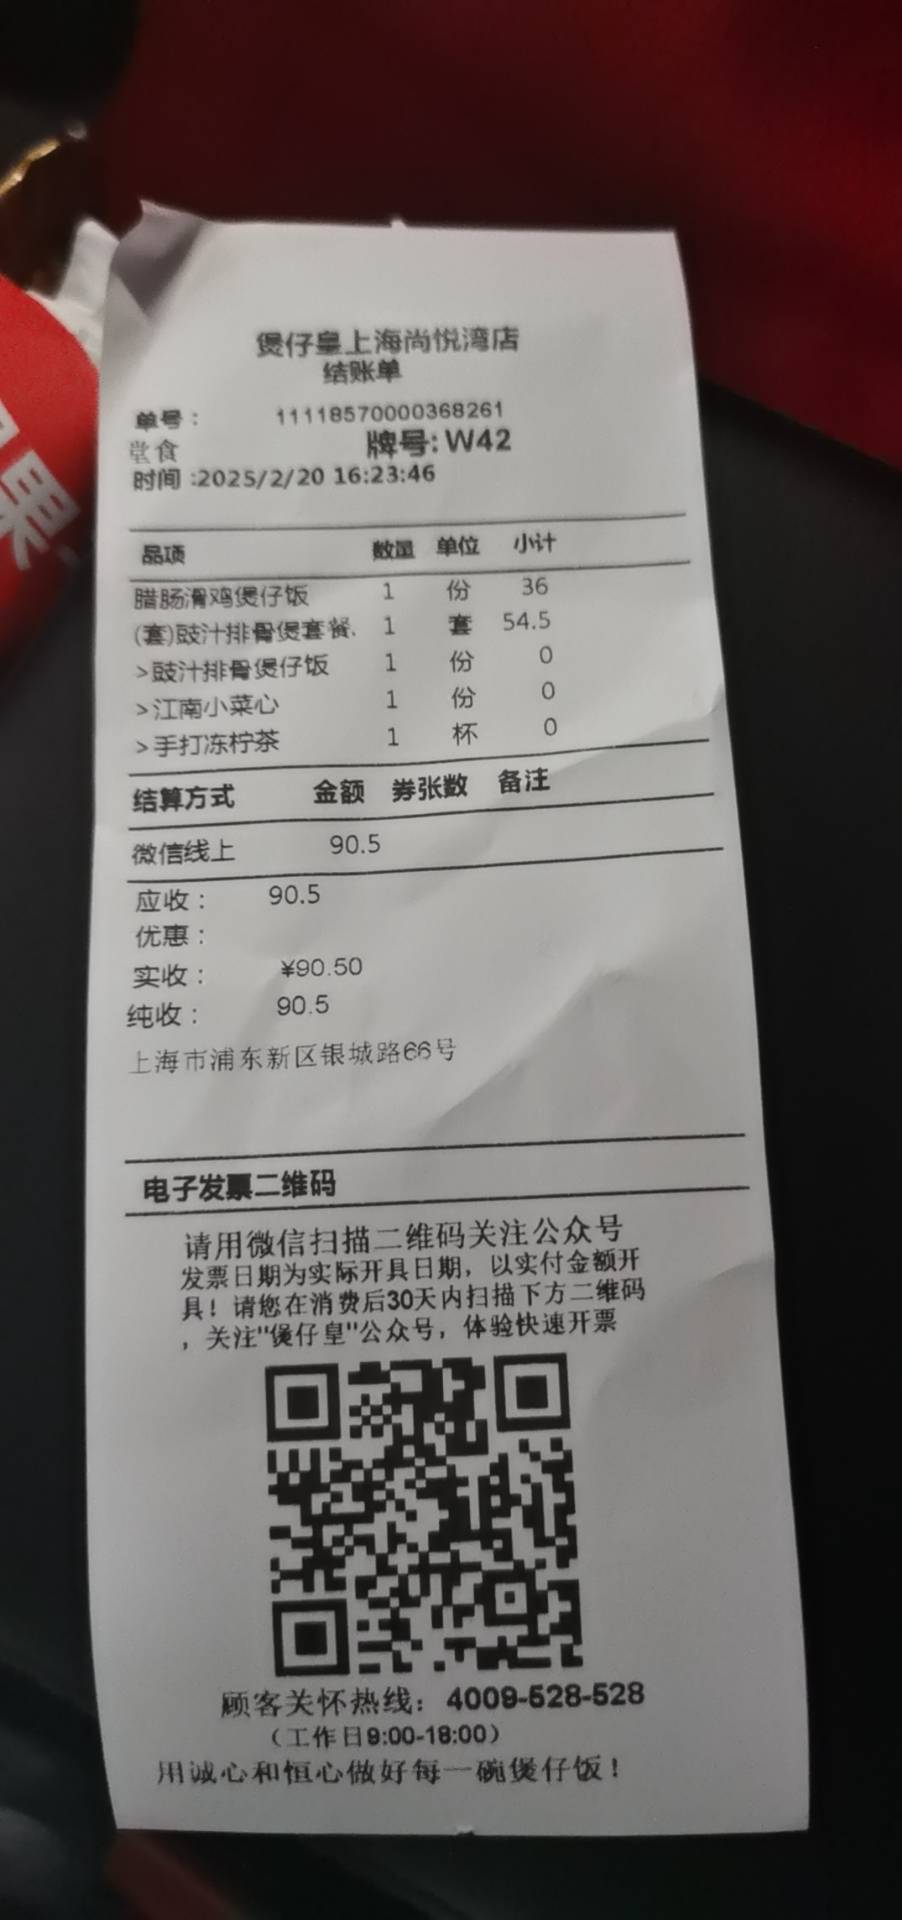 果
煲仔皇上海尚悦湾店
结账单
单号： 11118570000368261
堂食 牌号: W42
时间 :2025/2/20 16:23:46
品项 数量 单位 小计
腊肠滑鸡煲仔饭 1 份 36
(套)豉汁排骨煲套餐. 1 套 54.5
>豉汁排骨煲仔饭 1 份 0
>江南小菜心 1 份 0
>手打冻柠茶 1 杯 0
结算方式 金额 券张数 备注
微信线上 90.5
应收： 90.5
优惠：
实收： ¥90.50
纯收： 90.5
上海市浦东新区银城路66号
电子发票二维码
请用微信扫描二维码关注公众号
发票日期为实际开具日期，以实付金额开
具！请您在消费后30天内扫描下方二维码
，关注"煲仔皇"公众号，体验快速开票
顾客关怀热线：4009-528-528
（工作日9:00-18:00）
用诚心和恒心做好每一碗煲仔饭！